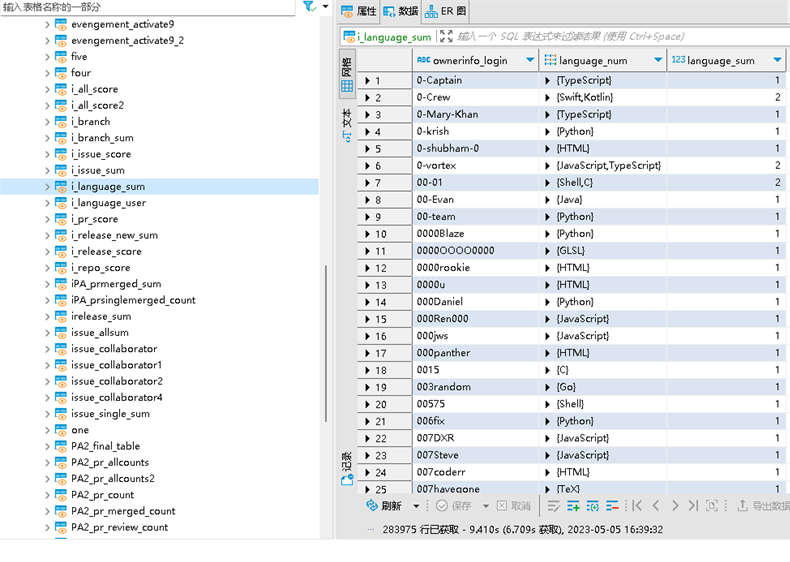 输入表格名称的一部分
evengement_activate9
evengement_activate9_2
five
four
i_all_score
i_all_score2
i_branch
i_branch_sum
i_issue_score
i_issue_sum
i_language_sum
i_language_user
i_pr_score
i_release_new_sum
i_release_score
i_repo_score
iPA_prmerged_sum
iPA_prsinglemerged_count
irelease_sum
issue_allsum
issue_collaborator
issue_collaborator1
issue_collaborator2
issue_collaborator4
issue_single_sum
one
PA2_final_table
PA2_pr_allcounts
PA2_pr_allcounts2
PA2_pr_count
PA2_pr_merged_count
PA2_pr_review_count
属性 数据 ER 图
i_language_sum 输入一个 SQL 表达式来过滤结果 (使用 Ctrl+Space)
网格
文本
记录
ABC ownerinfo_login language_num 123 language_sum
1 0-Captain {TypeScript} 1
2 0-Crew {Swift,Kotlin} 2
3 0-Mary-Khan {TypeScript} 1
4 0-krish {Python} 1
5 0-shubham-0 {HTML} 1
6 0-vortex {JavaScript,TypeScript} 2
7 00-01 {Shell,C} 2
8 00-Evan {Java} 1
9 00-team {Python} 1
10 0000Blaze {Python} 1
11 0000OOOO0000 {GLSL} 1
12 0000rookie {HTML} 1
13 0000u {HTML} 1
14 000Daniel {Python} 1
15 000Ren000 {JavaScript} 1
16 000jws {JavaScript} 1
17 000panther {HTML} 1
18 0015 {C} 1
19 003random {Go} 1
20 00575 {Shell} 1
21 006fix {Python} 1
22 007DXR {JavaScript} 1
23 007Steve {JavaScript} 1
24 007coderr {HTML} 1
25 007havegone {TeX} 1
刷新 保存 取消 导出数据
283975 行已获取 - 9.410s (6.709s 获取), 2023-05-05 16:39:32